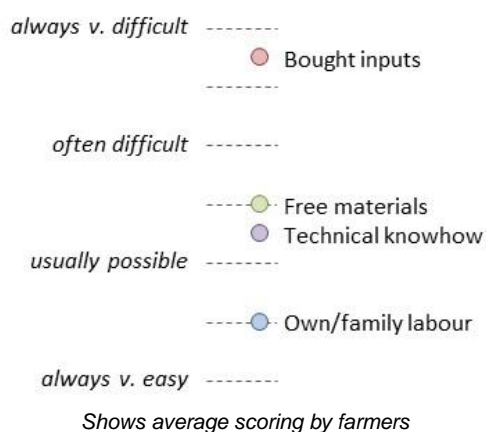 always v. difficult
Bought inputs
often difficult
Free materials
Technical knowhow
usually possible
Own/family labour
always v. easy
Shows average scoring by farmers